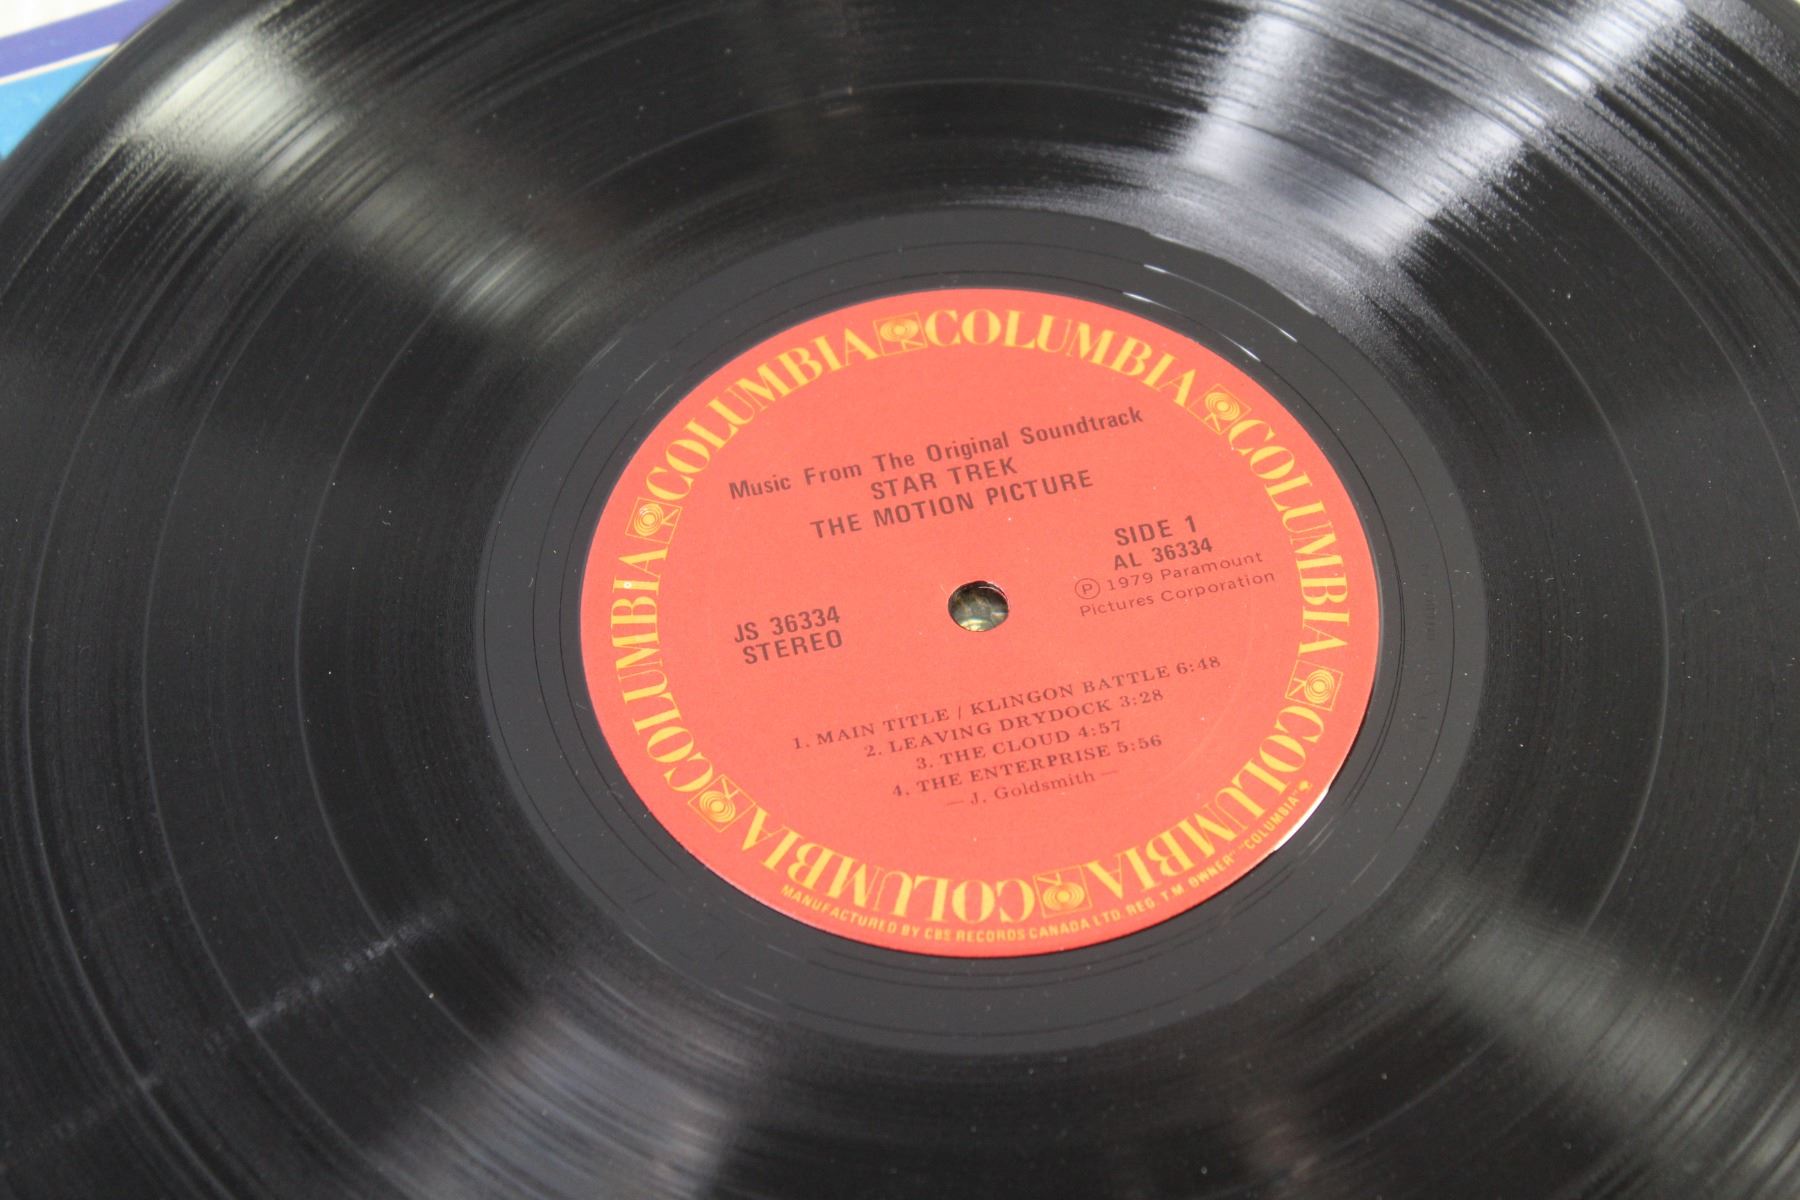 COLUMBIA COLUMBIA COLUMBIA COLUMBIA COLUMBIA COLUMBIA COLUMBIA COLUMBIA
Music From The Original Soundtrack
STAR TREK
THE MOTION PICTURE
SIDE 1
AL 36334
Ⓟ 1979 Paramount
Pictures Corporation
JS 36334
STEREO
1. MAIN TITLE / KLINGON BATTLE 6:48
2. LEAVING DRYDOCK 3:28
3. THE CLOUD 4:57
4. THE ENTERPRISE 5:56
— J. Goldsmith —
MANUFACTURED BY CBS RECORDS CANADA LTD. REG. T.M. OWNER" "COLUMBIA"